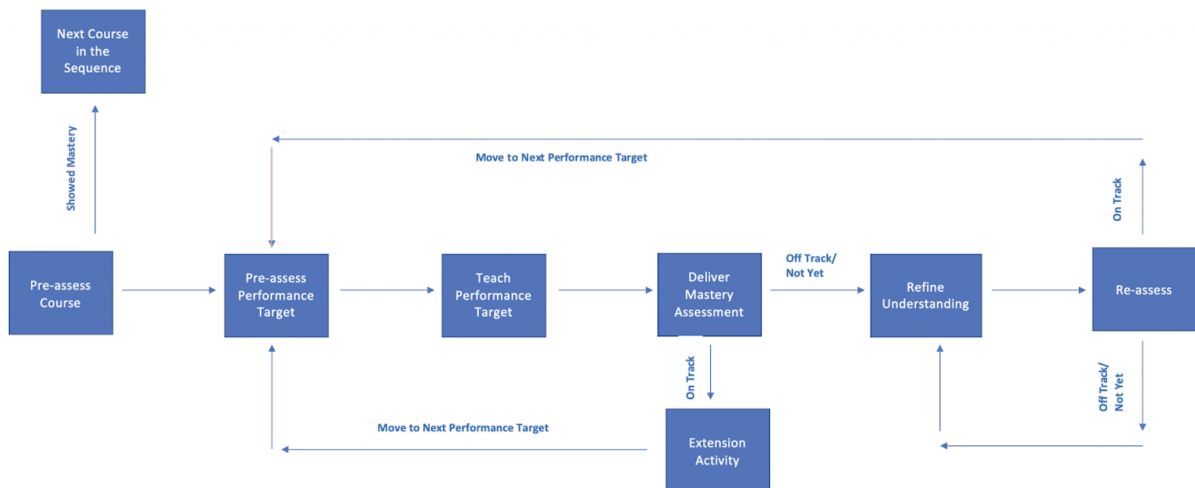 Next Course
in the
Sequence
Showed Mastery
Move to Next Performance Target
On Track
Pre-assess
Course
Pre-assess
Performance
Target
Teach
Performance
Target
Deliver
Mastery
Assessment
Off Track/
Not Yet
Refine
Understanding
Re-assess
On Track
Off Track/
Not Yet
Move to Next Performance Target
Extension
Activity